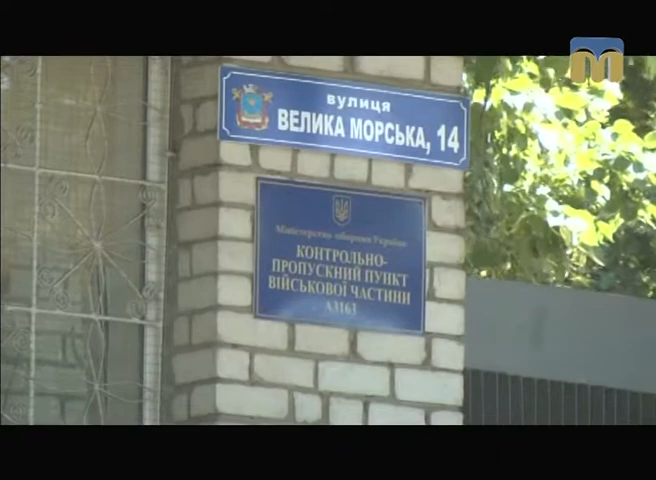 вулиця
ВЕЛИКА МОРСЬКА, 14
Міністерство оборони України
КОНТРОЛЬНО-
ПРОПУСКНИЙ ПУНКТ
ВІЙСЬКОВОЇ ЧАСТИНИ
А3163